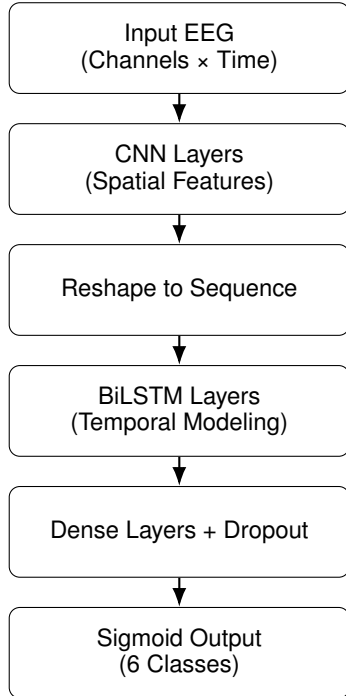 Input EEG
(Channels × Time)
CNN Layers
(Spatial Features)
Reshape to Sequence
BiLSTM Layers
(Temporal Modeling)
Dense Layers + Dropout
Sigmoid Output
(6 Classes)